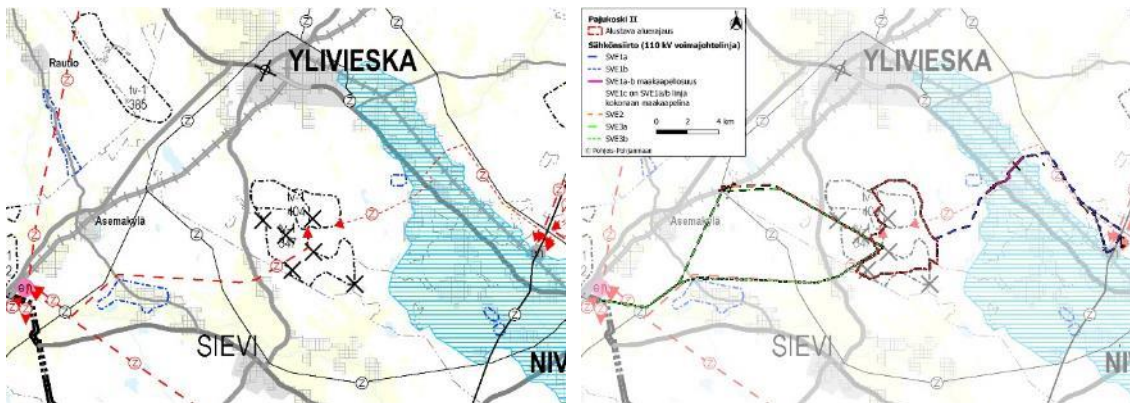 YLIVIESKA
Rautio
tv-1
385
Asemakylä
SIEVI
NIV
Pajukoski II
Alustava aluerajaus
Sähkönsiirto (110 kV voimajohtolinja)
SVE1a
SVE1b
SVE1a-b maakaapeliosuus
SVE1c on SVE1a/b linja
kokonaan maakaapelina
SVE2
SVE3a
SVE3b
0 2 4 km
© Pohjois-Pohjanmaa
YLIVIESKA
Asemakylä
SIEVI
NIV